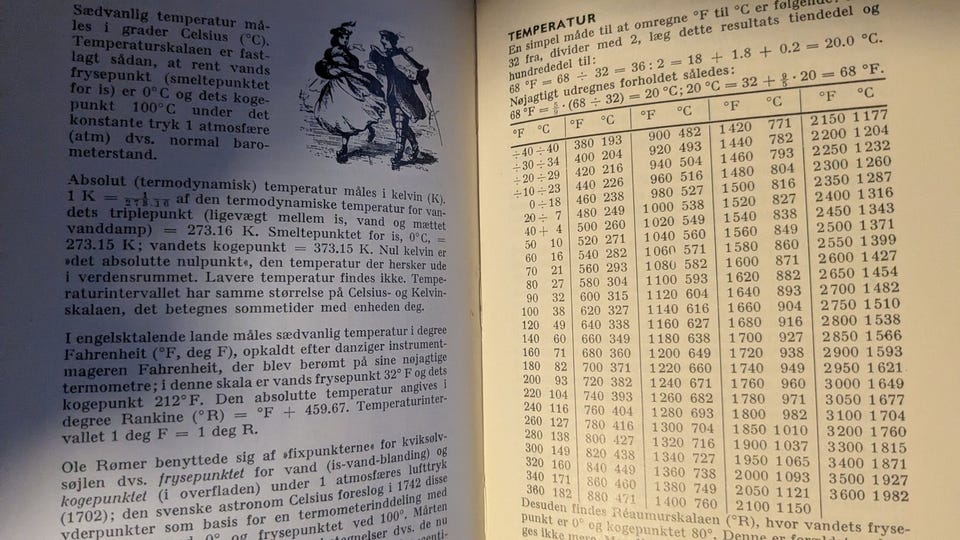 Sædvanlig temperatur må-
les i grader Celsius (°C).
Temperaturskalaen er fast-
lagt sådan, at rent vands
frysepunkt (smeltepunktet
for is) er 0°C og dets koge-
punkt 100°C under det
konstante tryk 1 atmosfære
(atm) dvs. normal baro-
meterstand.
Absolut (termodynamisk) temperatur måles i kelvin (K).
1 K = 1/273.16 af den termodynamiske temperatur for van-
dets triplepunkt (ligevægt mellem is, vand og mættet
vanddamp) = 273.16 K. Smeltepunktet for is, 0°C, =
273.15 K; vandets kogepunkt = 373.15 K. Nul kelvin er
»det absolutte nulpunkt«, den temperatur der hersker ude
i verdensrummet. Lavere temperatur findes ikke. Tempe-
raturintervallet har samme størrelse på Celsius- og Kelvin-
skalaen, det betegnes sommetider med enheden deg.
I engelsktalende lande måles sædvanlig temperatur i degree
Fahrenheit (°F, deg F), opkaldt efter danziger instrument-
mageren Fahrenheit, der blev berømt på sine nøjagtige
termometre; i denne skala er vands frysepunkt 32°F og dets
kogepunkt 212°F. Den absolutte temperatur angives i
degree Rankine (°R) = °F + 459.67. Temperaturinter-
vallet 1 deg F = 1 deg R.
Ole Rømer benyttede sig af »fixpunkterne« for kviksølv-
søjlen dvs. frysepunktet for vand (is-vand-blanding) og
kogepunktet (i overfladen) under 1 atmosfæres lufttryk
(1702); den svenske astronom Celsius foreslog i 1742 disse
yderpunkter som basis for en termometerinddeling med
0° og frysepunktet ved 100°. Mårten
dvs. de nu
TEMPERATUR
En simpel måde til at omregne °F til °C er følgende:
32 fra, divider med 2, læg dette resultats tiendedel og
hundrededel til:
68 °F = 68 ÷ 32 = 36 : 2 = 18 + 1.8 + 0.2 = 20.0 °C.
Nøjagtigt udregnes forholdet således:
68 °F = 5/9 · (68 ÷ 32) = 20 °C; 20 °C = 32 + 9/5 · 20 = 68 °F.
°F °C °F °C °F °C °F °C °F °C
÷40 ÷40 380 193 900 482 1420 771 2150 1177
÷30 ÷34 400 204 920 493 1440 782 2200 1204
÷20 ÷29 420 216 940 504 1460 793 2250 1232
÷10 ÷23 440 226 960 516 1480 804 2300 1260
0 ÷18 460 238 980 527 1500 816 2350 1287
20 ÷ 7 480 249 1000 538 1520 827 2400 1316
40 + 4 500 260 1020 549 1540 838 2450 1343
50 10 520 271 1040 560 1560 849 2500 1371
60 16 540 282 1060 571 1580 860 2550 1399
70 21 560 293 1080 582 1600 871 2600 1427
80 27 580 304 1100 593 1620 882 2650 1454
90 32 600 315 1120 604 1640 893 2700 1482
100 38 620 327 1140 616 1660 904 2750 1510
120 49 640 338 1160 627 1680 916 2800 1538
140 60 660 349 1180 638 1700 927 2850 1566
160 71 680 360 1200 649 1720 938 2900 1593
180 82 700 371 1220 660 1740 949 2950 1621
200 93 720 382 1240 671 1760 960 3000 1649
220 104 740 393 1260 682 1780 971 3050 1677
240 116 760 404 1280 693 1800 982 3100 1704
260 127 780 416 1300 704 1850 1010 3200 1760
280 138 800 427 1320 716 1900 1037 3300 1815
300 149 820 438 1340 727 1950 1065 3400 1871
320 160 840 449 1360 738 2000 1093 3500 1927
340 171 860 460 1380 749 2050 1121 3600 1982
360 182 880 471 1400 760 2100 1150
Desuden findes Réaumurskalaen (°R), hvor vandets fryse-
punkt er 0° og kogepunktet 80°. Denne er
ges ikke mere.